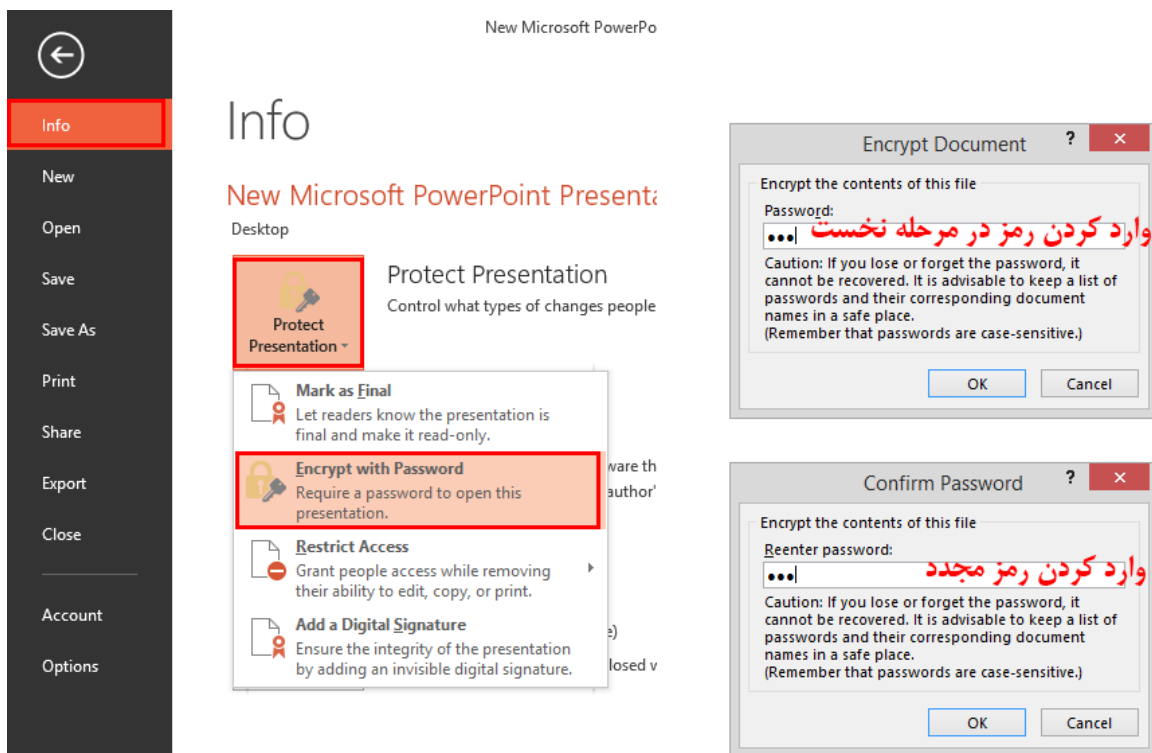 New Microsoft PowerPo
Info
New
Open
Save
Save As
Print
Share
Export
Close
Account
Options
Info
New Microsoft PowerPoint Presenta
Desktop
Protect
Presentation
Protect Presentation
Control what types of changes people
Mark as Final
Let readers know the presentation is
final and make it read-only.
Encrypt with Password
Require a password to open this
presentation.
Restrict Access
Grant people access while removing
their ability to edit, copy, or print.
Add a Digital Signature
Ensure the integrity of the presentation
by adding an invisible digital signature.
ware th
author'
e)
losed w
Encrypt Document ? ×
Encrypt the contents of this file
Password:
●●● وارد کردن رمز در مرحله نخست
Caution: If you lose or forget the password, it
cannot be recovered. It is advisable to keep a list of
passwords and their corresponding document
names in a safe place.
(Remember that passwords are case-sensitive.)
OK Cancel
Confirm Password ? ×
Encrypt the contents of this file
Reenter password:
●●● وارد کردن رمز مجدد
Caution: If you lose or forget the password, it
cannot be recovered. It is advisable to keep a list of
passwords and their corresponding document
names in a safe place.
(Remember that passwords are case-sensitive.)
OK Cancel